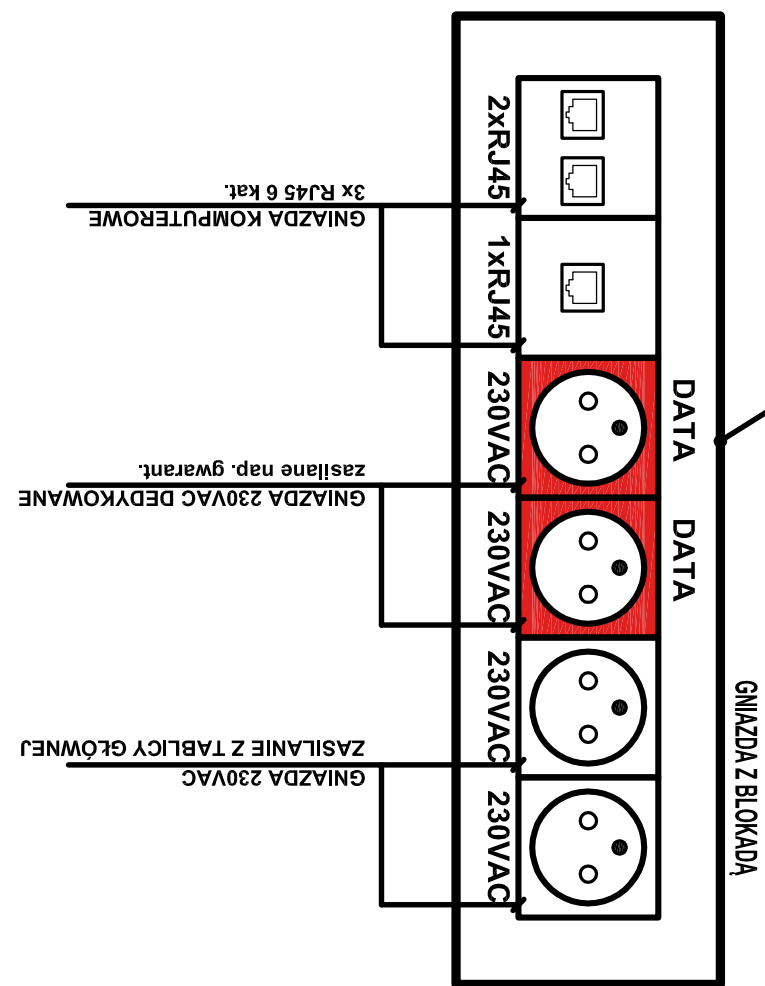 2xRJ45
1xRJ45
230VAC
230VAC
230VAC
230VAC
DATA
DATA
GNIAZDA Z BLOKADĄ
GNIAZDA KOMPUTEROWE
3x RJ45 6 kat.
GNIAZDA 230VAC DEDYKOWANE
zasilane nap. gwarant.
GNIAZDA 230VAC
ZASILANIE Z TABLICY GŁÓWNEJ